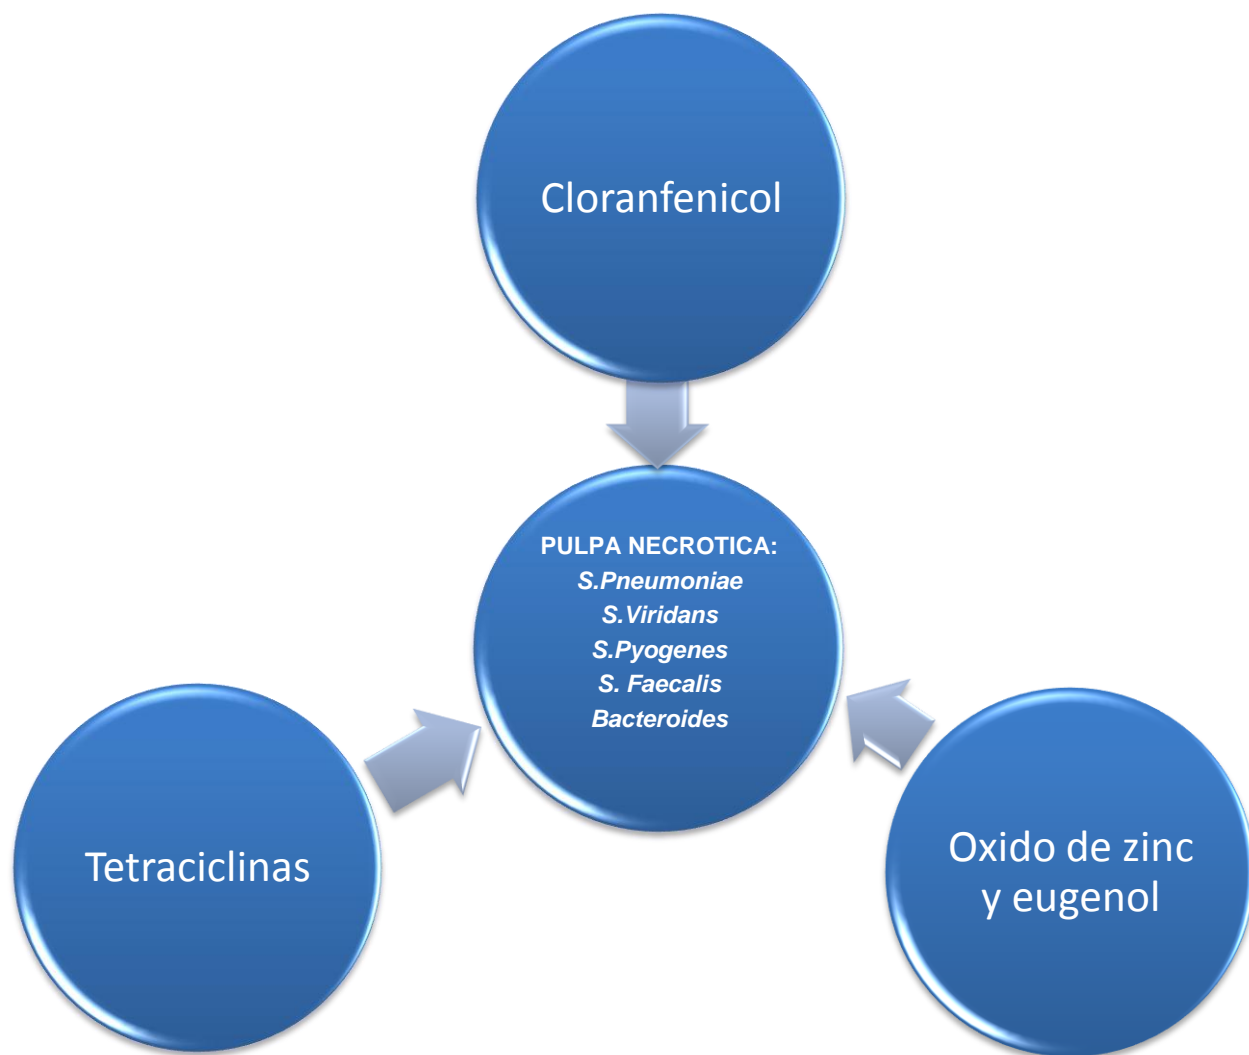 Cloranfenicol
PULPA NECROTICA:
S.Pneumoniae
S.Viridans
S.Pyogenes
S. Faecalis
Bacteroides
Tetraciclinas
Oxido de zinc
y eugenol